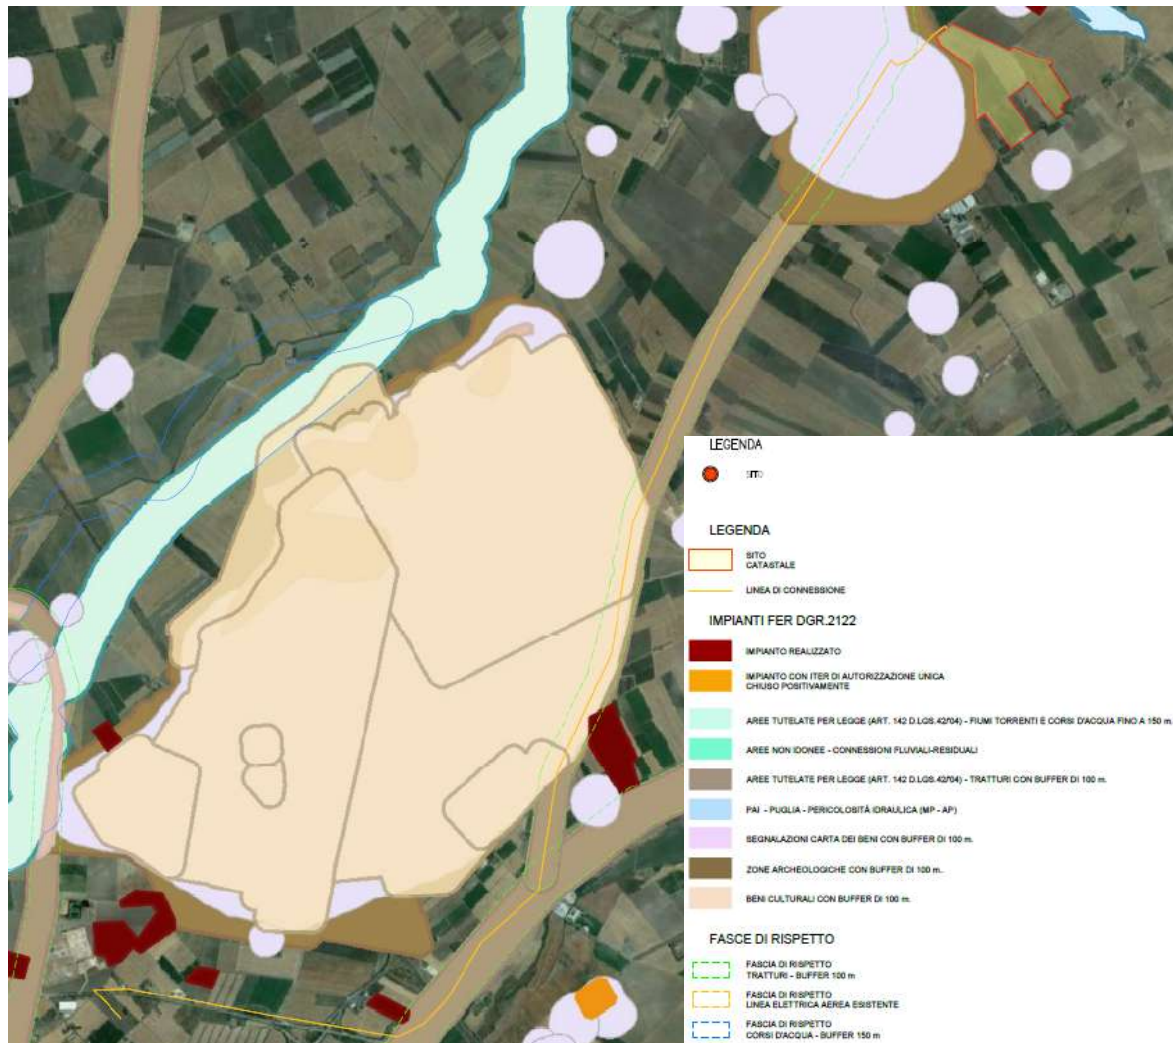 LEGENDA
SITO
LEGENDA
SITO
CATASTALE
LINEA DI CONNESSIONE
IMPIANTI FER DGR.2122
IMPIANTO REALIZZATO
IMPIANTO CON ITER DI AUTORIZZAZIONE UNICA
CHIUSO POSITIVAMENTE
AREE TUTELATE PER LEGGE (ART. 142 D.LGS.42/04) - FIUMI TORRENTI E CORSI D'ACQUA FINO A 150 m.
AREE NON IDONEE - CONNESSIONI FLUVIALI-RESIDUALI
AREE TUTELATE PER LEGGE (ART. 142 D.LGS.42/04) - TRATTURI CON BUFFER DI 100 m.
PAI - PUGLIA - PERICOLOSITÀ IDRAULICA (MP - AP)
SEGNALAZIONI CARTA DEI BENI CON BUFFER DI 100 m.
ZONE ARCHEOLOGICHE CON BUFFER DI 100 m.
BENI CULTURALI CON BUFFER DI 100 m.
FASCE DI RISPETTO
FASCIA DI RISPETTO
TRATTURI - BUFFER 100 m
FASCIA DI RISPETTO
LINEA ELETTRICA AEREA ESISTENTE
FASCIA DI RISPETTO
CORSI D'ACQUA - BUFFER 150 m